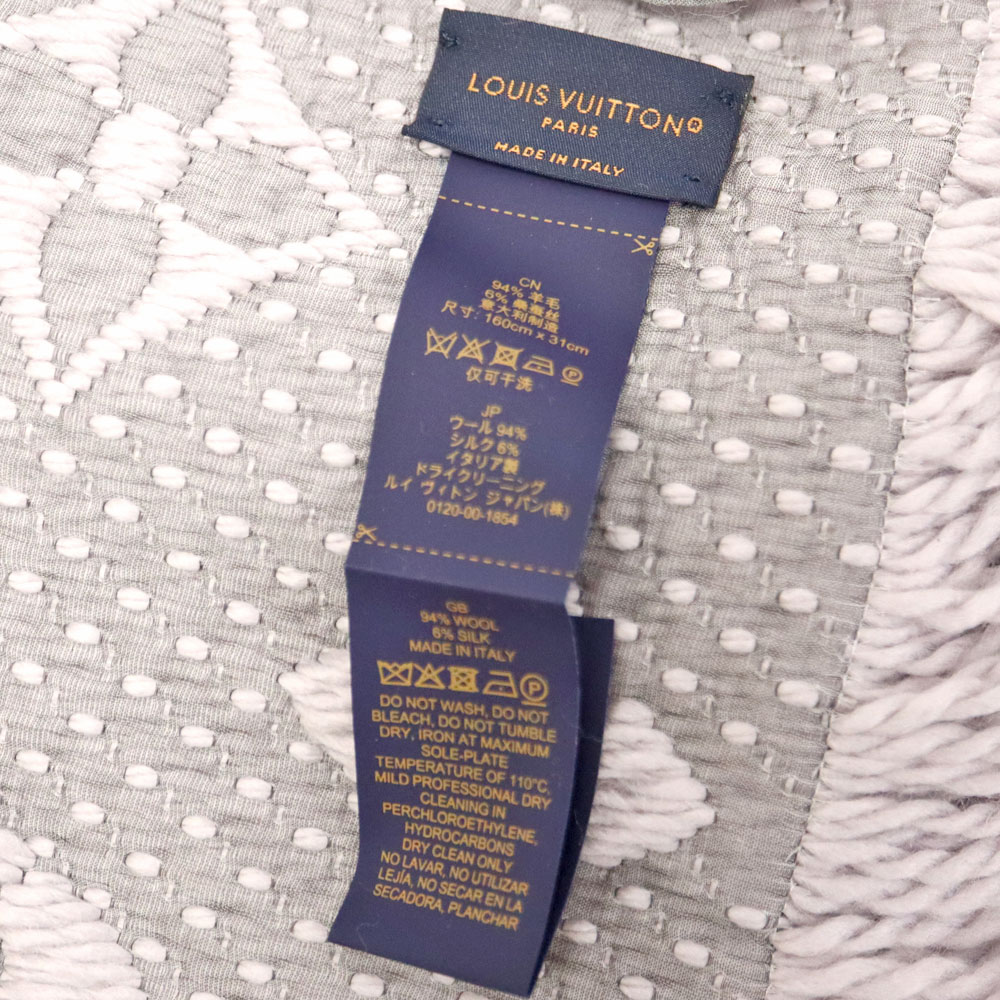 LOUIS VUITTON®
PARIS
MADE IN ITALY
CN
94% 羊毛
6% 桑蚕丝
意大利制造
尺寸: 160cm x 31cm
仅可干洗
JP
ウール 94%
シルク 6%
イタリア製
ドライクリーニング
ルイ ヴィトン ジャパン(株)
0120-00-1854
GB
94% WOOL
6% SILK
MADE IN ITALY
DO NOT WASH, DO NOT
BLEACH, DO NOT TUMBLE
DRY, IRON AT MAXIMUM
SOLE-PLATE
TEMPERATURE OF 110°C,
MILD PROFESSIONAL DRY
CLEANING IN
PERCHLOROETHYLENE,
HYDROCARBONS
DRY CLEAN ONLY
NO LAVAR, NO UTILIZAR
LEJÍA, NO SECAR EN LA
SECADORA, PLANCHAR